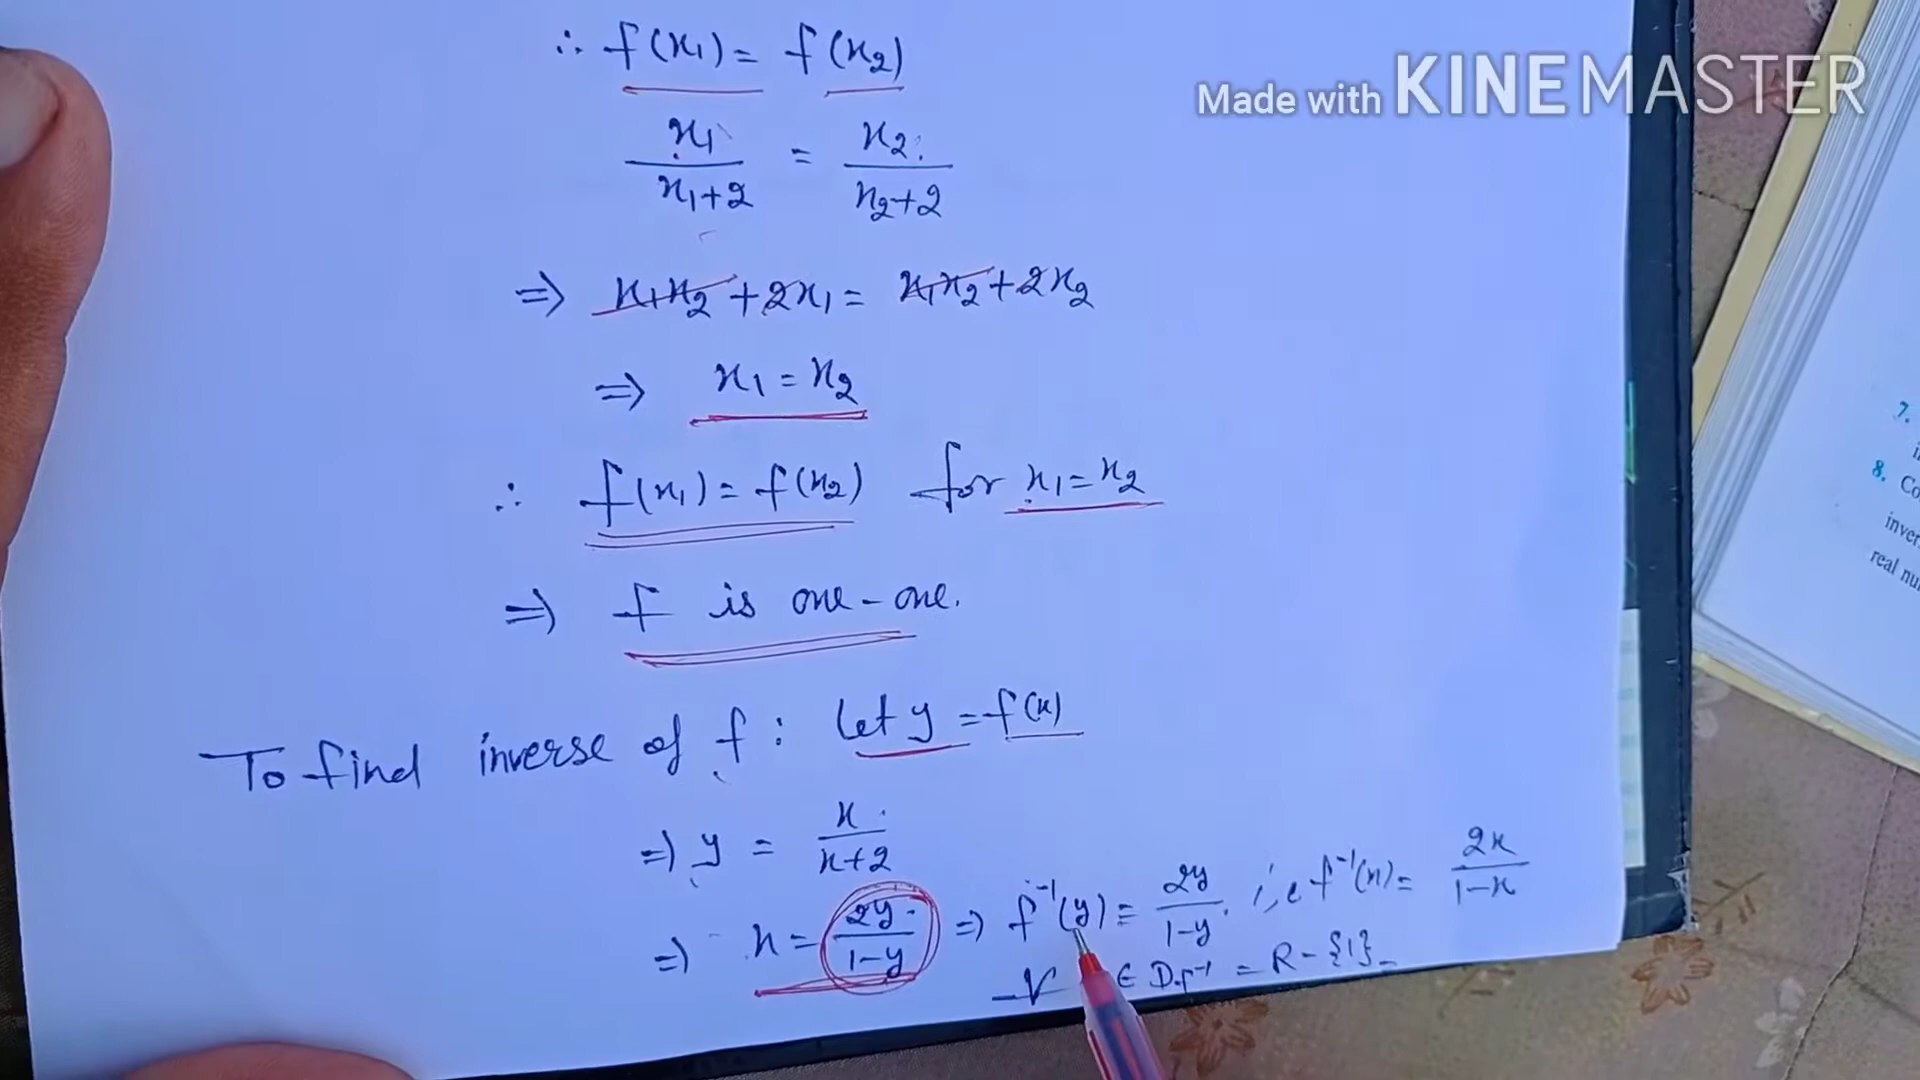 ∴ f(x₁) = f(x₂)
Made with KINEMASTER
x₁/(x₁+2) = x₂/(x₂+2)
⇒ x₁x₂ + 2x₁ = x₁x₂ + 2x₂
⇒ x₁ = x₂
∴ f(x₁) = f(x₂) for x₁ = x₂
⇒ f is one-one.
To find inverse of f : Let y = f(x)
⇒ y = x/(x+2)
⇒ x = 2y/(1-y) ⇒ f⁻¹(y) = 2y/(1-y). i,e f⁻¹(x) = 2x/(1-x)
∈ D f⁻¹ = R - {1}
7.
8. Co
real nu